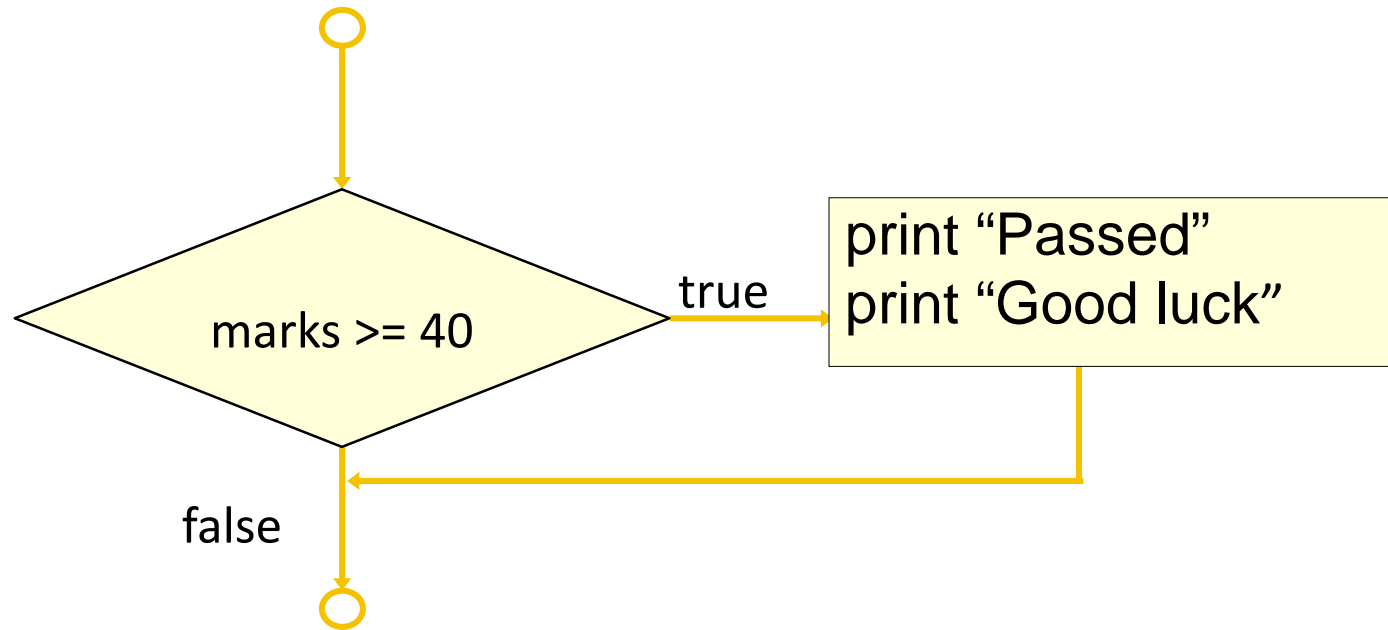 marks >= 40
true
print “Passed”
print “Good luck”
false